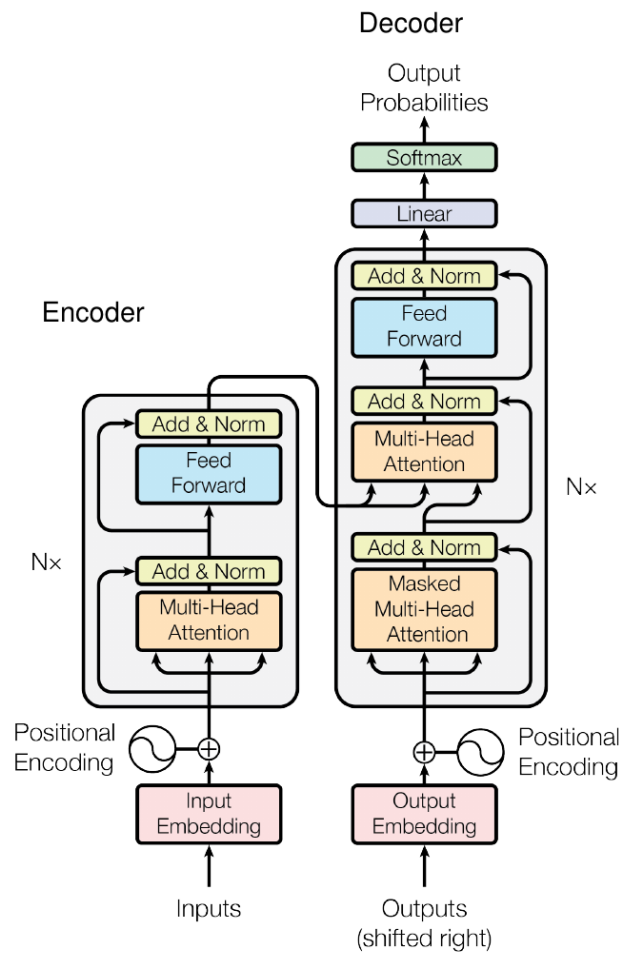 Decoder
Output
Probabilities
Softmax
Linear
Add & Norm
Feed
Forward
Add & Norm
Multi-Head
Attention
Nx
Add & Norm
Masked
Multi-Head
Attention
Positional
Encoding
Output
Embedding
Outputs
(shifted right)
Encoder
Add & Norm
Feed
Forward
Nx
Add & Norm
Multi-Head
Attention
Positional
Encoding
Input
Embedding
Inputs